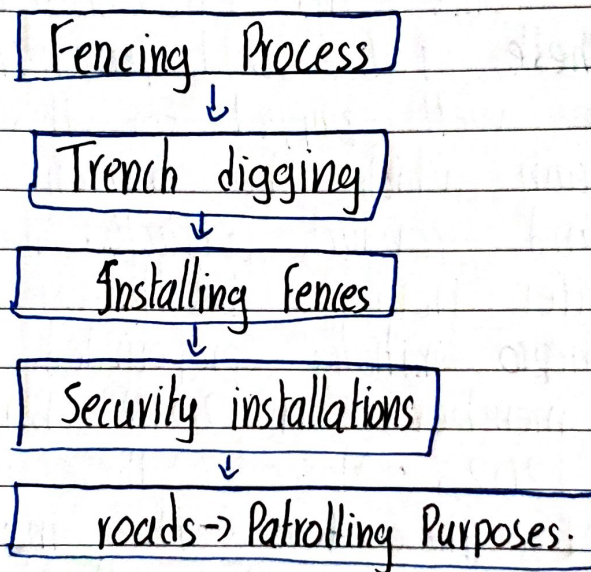 Fencing Process
↓
Trench digging
↓
Installing fences
↓
Security installations
↓
roads → Patrolling Purposes.